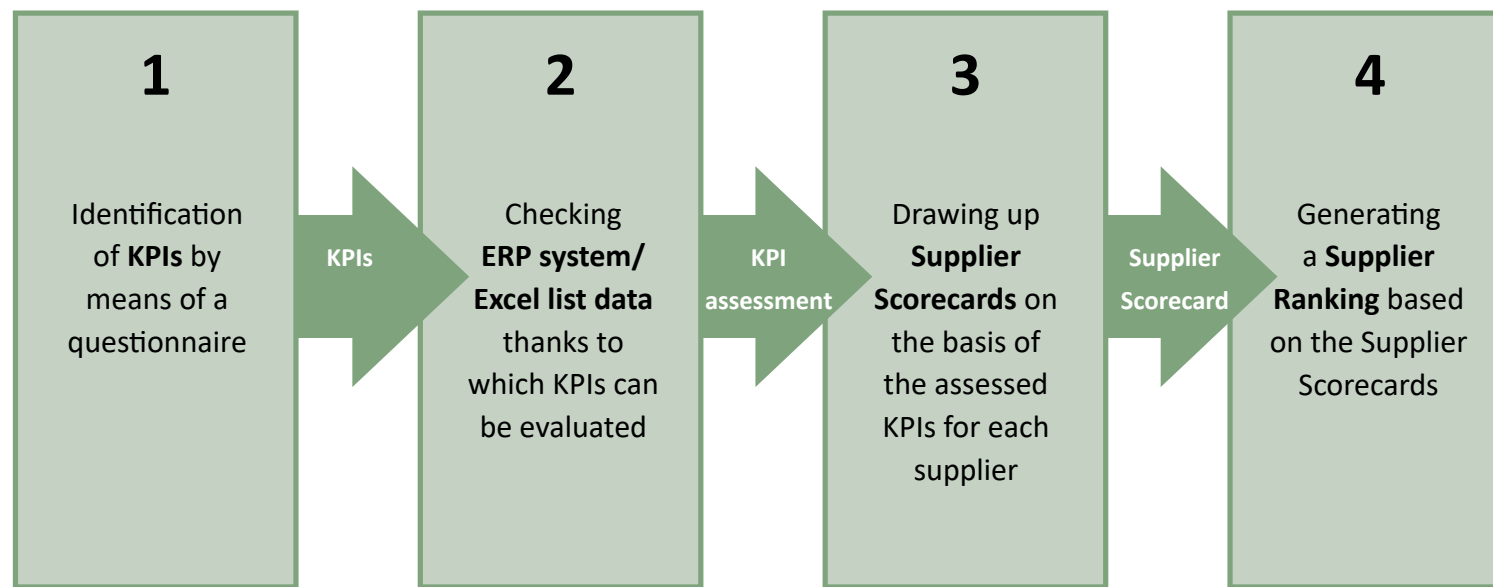 1
Identification
of KPIs by
means of a
questionnaire
KPIs
2
Checking
ERP system/
Excel list data
thanks to
which KPIs can
be evaluated
KPI
assessment
3
Drawing up
Supplier
Scorecards on
the basis of
the assessed
KPIs for each
supplier
Supplier
Scorecard
4
Generating
a Supplier
Ranking based
on the Supplier
Scorecards